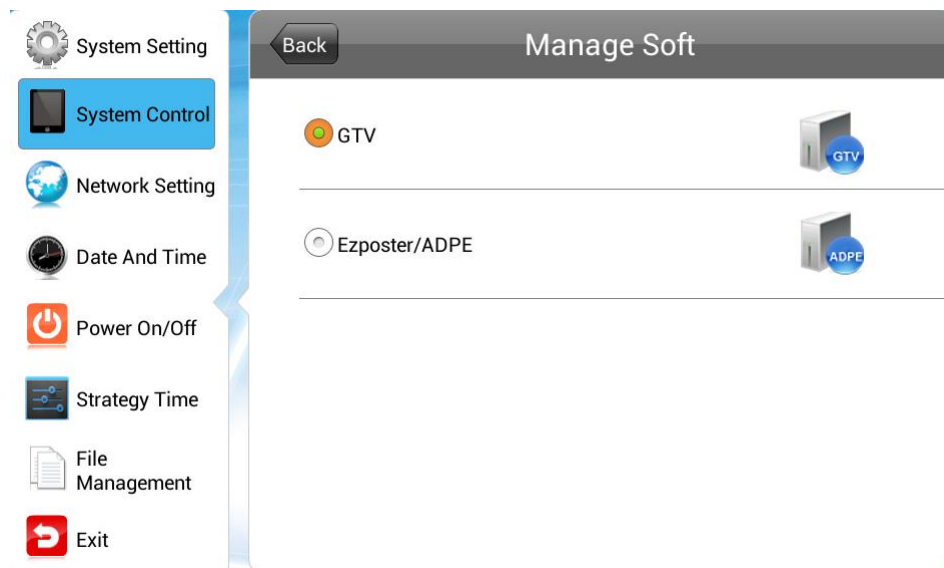 System Setting
System Control
Network Setting
Date And Time
Power On/Off
Strategy Time
File
Management
Exit
Back
Manage Soft
GTV
GTV
Ezposter/ADPE
ADPE